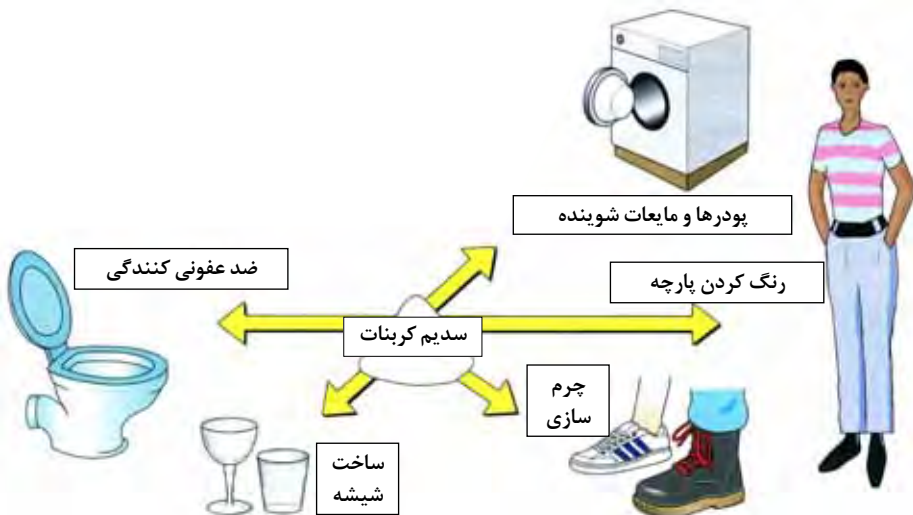 پودرها و مایعات شوینده
ضد عفونی کنندگی
رنگ کردن پارچه
سدیم کربنات
چرم
سازی
ساخت
شیشه